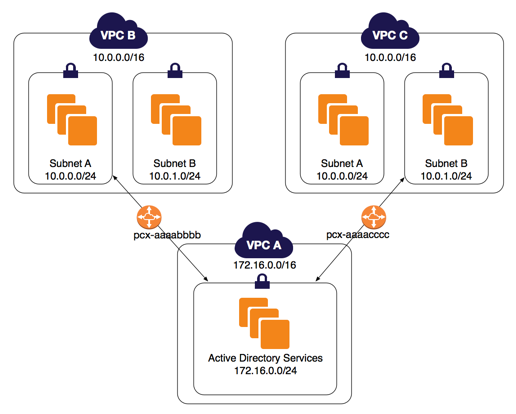 VPC B
10.0.0.0/16
Subnet A
10.0.0.0/24
Subnet B
10.0.1.0/24
VPC C
10.0.0.0/16
Subnet A
10.0.0.0/24
Subnet B
10.0.1.0/24
pcx-aaaabbbb
pcx-aaaacccc
VPC A
172.16.0.0/16
Active Directory Services
172.16.0.0/24